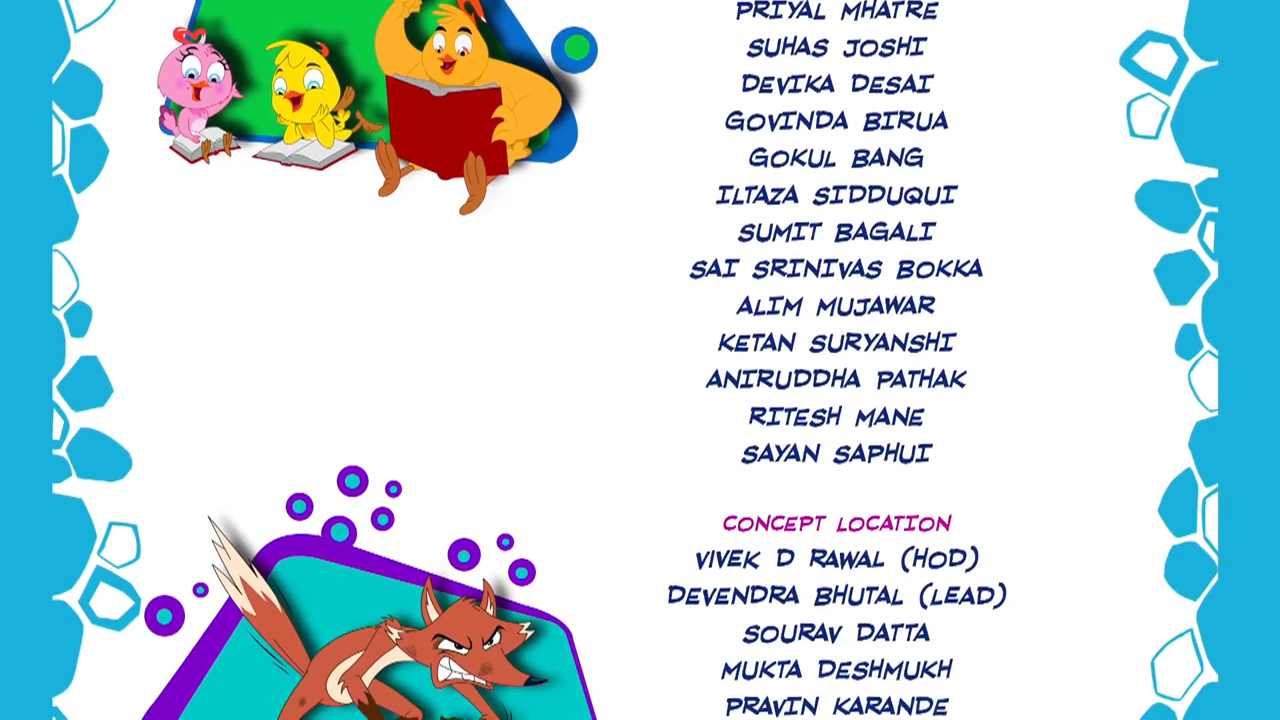 PRIYAL MHATRE
SUHAS JOSHI
DEVIKA DESAI
GOVINDA BIRUA
GOKUL BANG
ILTAZA SIDDUQUI
SUMIT BAGALI
SAI SRINIVAS BOKKA
ALIM MUJAWAR
KETAN SURYANSHI
ANIRUDDHA PATHAK
RITESH MANE
SAYAN SAPHUI
CONCEPT LOCATION
VIVEK D RAWAL (HOD)
DEVENDRA BHUTAL (LEAD)
SOURAV DATTA
MUKTA DESHMUKH
PRAVIN KARANDE